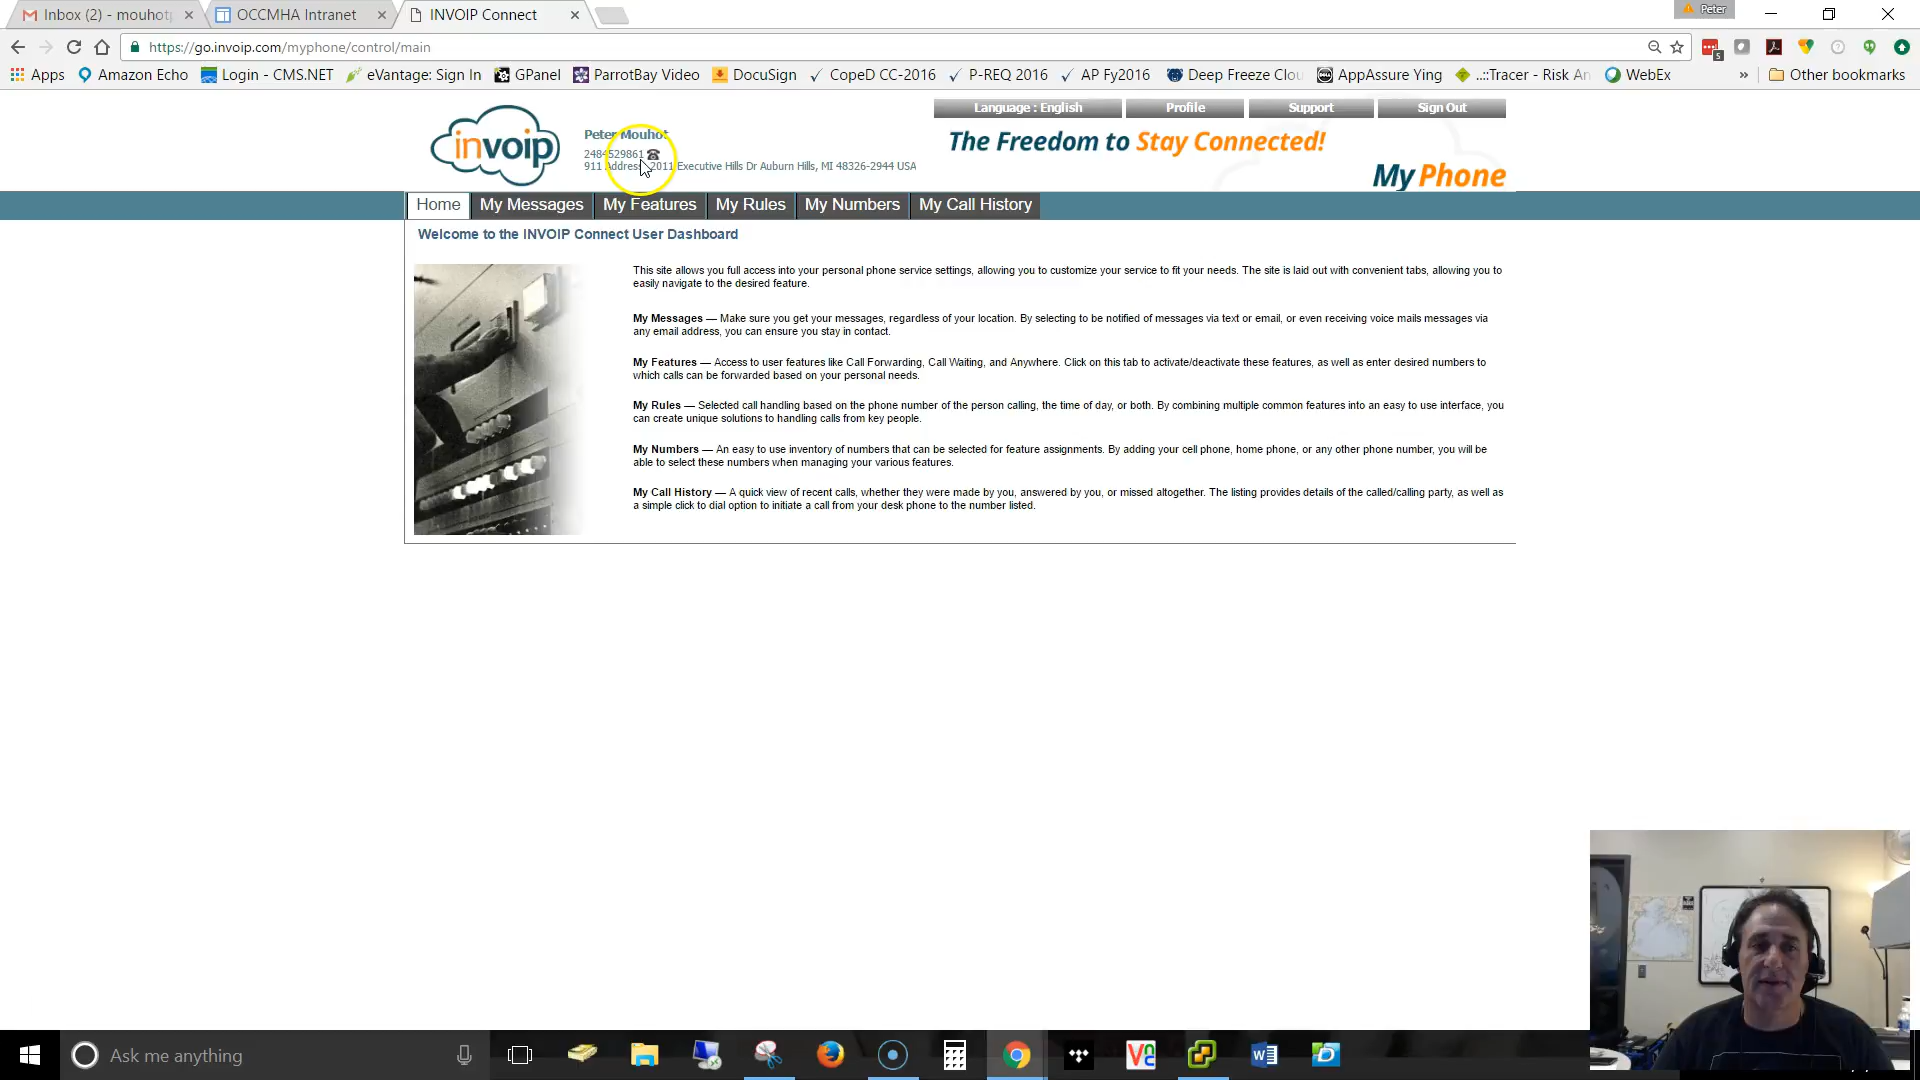 Inbox (2) - mouhot
OCCMHA Intranet
INVOIP Connect
Peter
https://go.invoip.com/myphone/control/main
5
Apps
Amazon Echo
Login - CMS.NET
eVantage: Sign In
GPanel
ParrotBay Video
DocuSign
CopeD CC-2016
P-REQ 2016
AP Fy2016
Deep Freeze Clou
AppAssure Ying
..::Tracer - Risk An
WebEx
»
Other bookmarks
invoip
Peter Mouhot
2484529861
911 Address: 2011 Executive Hills Dr Auburn Hills, MI 48326-2944 USA
Language : English
Profile
Support
Sign Out
The Freedom to Stay Connected!
My Phone
Home
My Messages
My Features
My Rules
My Numbers
My Call History
Welcome to the INVOIP Connect User Dashboard
This site allows you full access into your personal phone service settings, allowing you to customize your service to fit your needs. The site is laid out with convenient tabs, allowing you to
easily navigate to the desired feature.
My Messages — Make sure you get your messages, regardless of your location. By selecting to be notified of messages via text or email, or even receiving voice mails messages via
any email address, you can ensure you stay in contact.
My Features — Access to user features like Call Forwarding, Call Waiting, and Anywhere. Click on this tab to activate/deactivate these features, as well as enter desired numbers to
which calls can be forwarded based on your personal needs.
My Rules — Selected call handling based on the phone number of the person calling, the time of day, or both. By combining multiple common features into an easy to use interface, you
can create unique solutions to handling calls from key people.
My Numbers — An easy to use inventory of numbers that can be selected for feature assignments. By adding your cell phone, home phone, or any other phone number, you will be
able to select these numbers when managing your various features.
My Call History — A quick view of recent calls, whether they were made by you, answered by you, or missed altogether. The listing provides details of the called/calling party, as well as
a simple click to dial option to initiate a call from your desk phone to the number listed.
Ask me anything